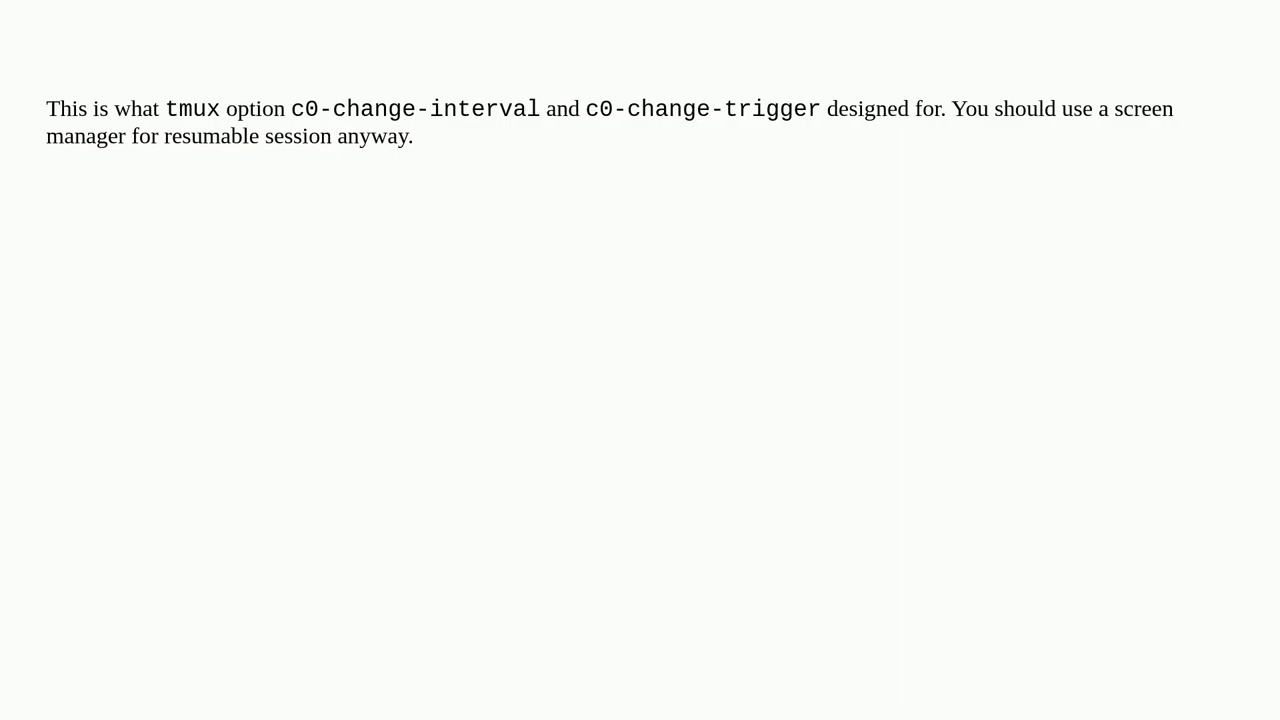 This is what tmux option c0-change-interval and c0-change-trigger designed for. You should use a screen
manager for resumable session anyway.